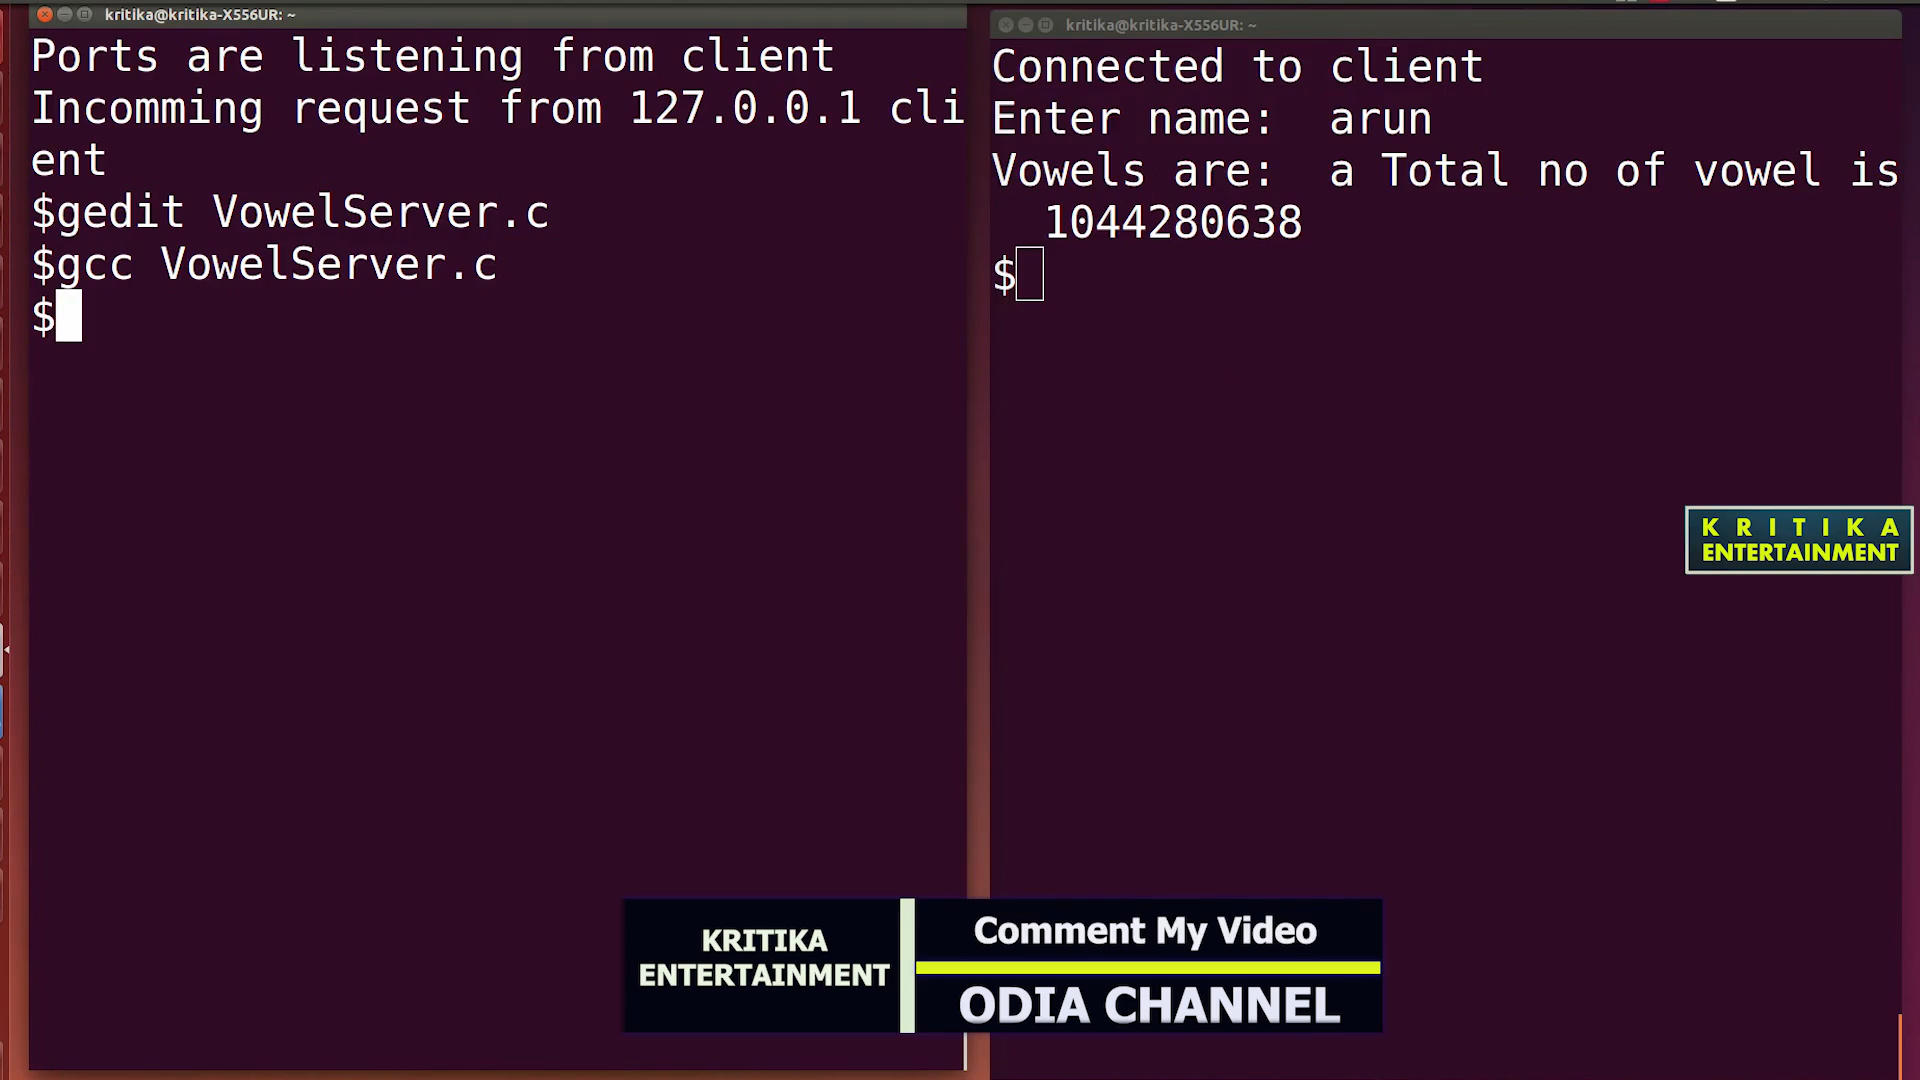 kritika@kritika-X556UR: ~
Ports are listening from client
Incomming request from 127.0.0.1 cli
ent
$gedit VowelServer.c
$gcc VowelServer.c
$
kritika@kritika-X556UR: ~
Connected to client
Enter name:  arun
Vowels are:  a Total no of vowel is
  1044280638
$
KRITIKA
ENTERTAINMENT
KRITIKA
ENTERTAINMENT
Comment My Video
ODIA CHANNEL